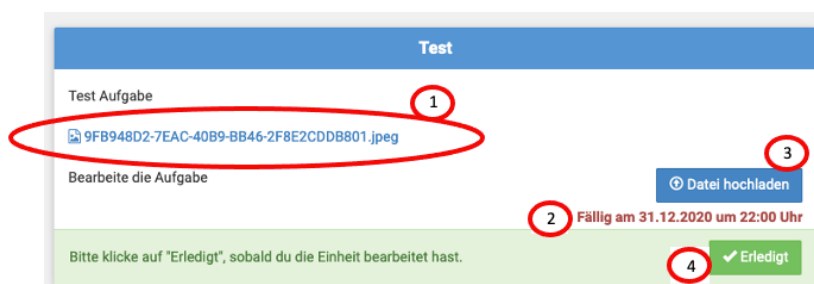 Test
Test Aufgabe
1
9FB948D2-7EAC-40B9-BB46-2F8E2CDDB801.jpeg
3
Bearbeite die Aufgabe
Datei hochladen
2
Fällig am 31.12.2020 um 22:00 Uhr
Bitte klicke auf "Erledigt", sobald du die Einheit bearbeitet hast.
4
Erledigt